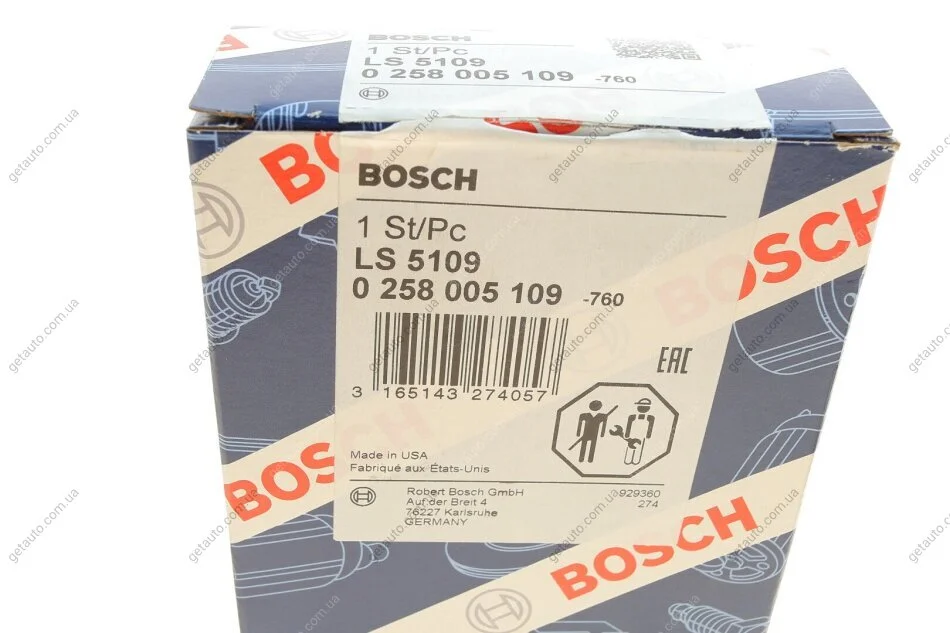 BOSCH
1 St/Pc
LS 5109
0 258 005 109 -760
BOSCH
BOSCH
1 St/Pc
LS 5109
0 258 005 109 -760
3 165143 274057
EAC
Made in USA
Fabriqué aux États-Unis
Robert Bosch GmbH
Auf der Breit 4
76227 Karlsruhe
GERMANY
929360
274
BOSCH
BOSCH
getauto.com.ua